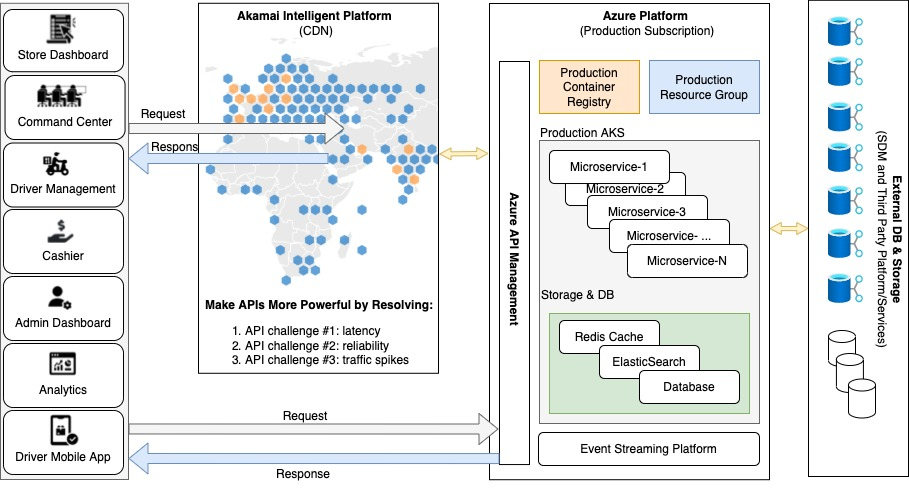 Store Dashboard
Command Center
Driver Management
Cashier
Admin Dashboard
Analytics
Driver Mobile App
Request
Respons
Akamai Intelligent Platform
(CDN)
Make APIs More Powerful by Resolving:
1. API challenge #1: latency
2. API challenge #2: reliability
3. API challenge #3: traffic spikes
Request
Response
Azure Platform
(Production Subscription)
Azure API Management
Production
Container
Registry
Production
Resource Group
Production AKS
Microservice-1
Microservice-2
Microservice-3
Microservice- ...
Microservice-N
Storage & DB
Redis Cache
ElasticSearch
Database
Event Streaming Platform
External DB & Storage
(SDM and Third Party Platform/Services)